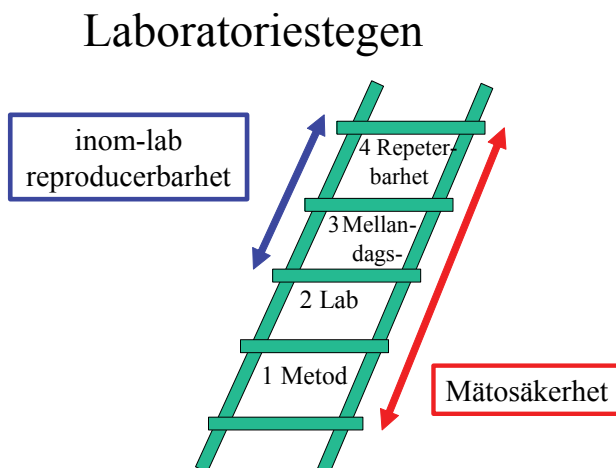 Laboratoriestegen
inom-lab
reproducerbarhet
4 Repeter-
barhet
3 Mellan-
dags-
2 Lab
1 Metod
Mätosäkerhet